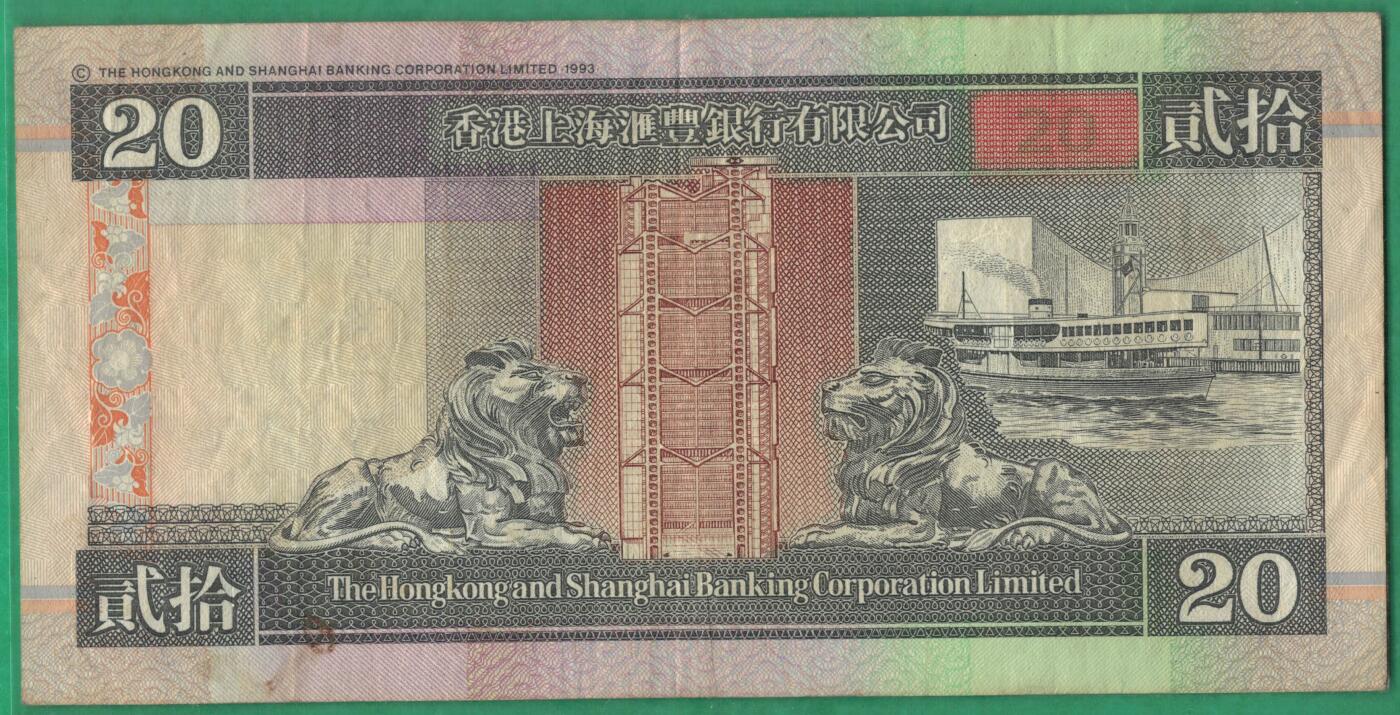 © THE HONGKONG AND SHANGHAI BANKING CORPORATION LIMITED 1993
20
香港上海滙豐銀行有限公司
20
貳拾
貳拾
The Hongkong and Shanghai Banking Corporation Limited
20